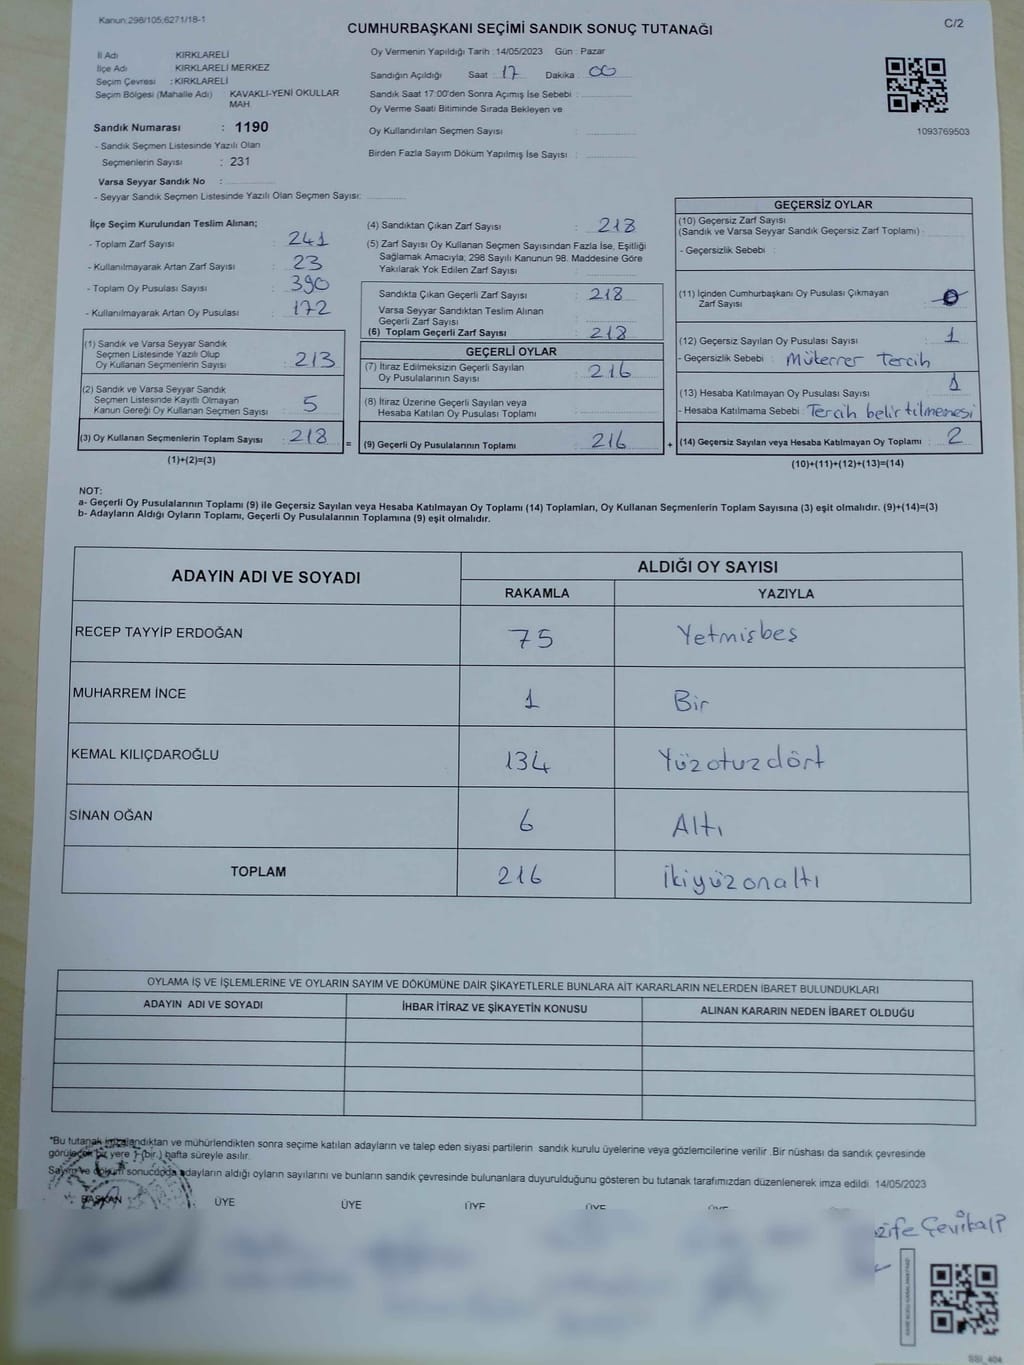 Kanun:298/105;6271/18-1
C/2
CUMHURBAŞKANI SEÇİMİ SANDIK SONUÇ TUTANAĞI
İl Adı : KIRKLARELİ
İlçe Adı : KIRKLARELİ MERKEZ
Seçim Çevresi : KIRKLARELİ
Seçim Bölgesi (Mahalle Adı) KAVAKLI-YENİ OKULLAR
MAH.
Sandık Numarası : 1190
- Sandık Seçmen Listesinde Yazılı Olan
Seçmenlerin Sayısı : 231
Varsa Seyyar Sandık No :
- Seyyar Sandık Seçmen Listesinde Yazılı Olan Seçmen Sayısı:
Oy Vermenin Yapıldığı Tarih : 14/05/2023 Gün : Pazar
Sandığın Açıldığı Saat : 17 Dakika : 00
Sandık Saat 17:00'den Sonra Açımış İse Sebebi :
Oy Verme Saati Bitiminde Sırada Bekleyen ve
Oy Kullandırılan Seçmen Sayısı :
Birden Fazla Sayım Döküm Yapılmış İse Sayısı :
1093769503
İlçe Seçim Kurulundan Teslim Alınan;
- Toplam Zarf Sayısı : 241
- Kullanılmayarak Artan Zarf Sayısı : 23
- Toplam Oy Pusulası Sayısı : 390
- Kullanılmayarak Artan Oy Pusulası : 172
(1) Sandık ve Varsa Seyyar Sandık
Seçmen Listesinde Yazılı Olup
Oy Kullanan Seçmenlerin Sayısı : 213
(2) Sandık ve Varsa Seyyar Sandık
Seçmen Listesinde Kayıtlı Olmayan
Kanun Gereği Oy Kullanan Seçmen Sayısı : 5
(3) Oy Kullanan Seçmenlerin Toplam Sayısı : 218
(1)+(2)=(3)
(4) Sandıktan Çıkan Zarf Sayısı : 218
(5) Zarf Sayısı Oy Kullanan Seçmen Sayısından Fazla İse, Eşitliği
Sağlamak Amacıyla; 298 Sayılı Kanunun 98. Maddesine Göre
Yakılarak Yok Edilen Zarf Sayısı :
Sandıkta Çıkan Geçerli Zarf Sayısı : 218
Varsa Seyyar Sandıktan Teslim Alınan
Geçerli Zarf Sayısı :
(6) Toplam Geçerli Zarf Sayısı : 218
GEÇERLİ OYLAR
(7) İtiraz Edilmeksizin Geçerli Sayılan
Oy Pusulalarının Sayısı : 216
(8) İtiraz Üzerine Geçerli Sayılan veya
Hesaba Katılan Oy Pusulası Toplamı :
= (9) Geçerli Oy Pusulalarının Toplamı : 216 +
GEÇERSİZ OYLAR
(10) Geçersiz Zarf Sayısı
(Sandık ve Varsa Seyyar Sandık Geçersiz Zarf Toplamı) :
- Geçersizlik Sebebi :
(11) İçinden Cumhurbaşkanı Oy Pusulası Çıkmayan
Zarf Sayısı : 0
(12) Geçersiz Sayılan Oy Pusulası Sayısı : 1
- Geçersizlik Sebebi : Mükerrer Tercih
(13) Hesaba Katılmayan Oy Pusulası Sayısı : 1
- Hesaba Katılmama Sebebi : Tercih belirtilmemesi
(14) Geçersiz Sayılan veya Hesaba Katılmayan Oy Toplamı : 2
(10)+(11)+(12)+(13)=(14)
NOT:
a- Geçerli Oy Pusulalarının Toplamı (9) ile Geçersiz Sayılan veya Hesaba Katılmayan Oy Toplamı (14) Toplamları, Oy Kullanan Seçmenlerin Toplam Sayısına (3) eşit olmalıdır. (9)+(14)=(3)
b- Adayların Aldığı Oyların Toplamı, Geçerli Oy Pusulalarının Toplamına (9) eşit olmalıdır.
ADAYIN ADI VE SOYADI
ALDIĞI OY SAYISI
RAKAMLA YAZIYLA
RECEP TAYYİP ERDOĞAN 75 Yetmişbeş
MUHARREM İNCE 1 Bir
KEMAL KILIÇDAROĞLU 134 Yüzotuzdört
SİNAN OĞAN 6 Altı
TOPLAM 216 İkiyüzonaltı
OYLAMA İŞ VE İŞLEMLERİNE VE OYLARIN SAYIM VE DÖKÜMÜNE DAİR ŞİKAYETLERLE BUNLARA AİT KARARLARIN NELERDEN İBARET BULUNDUKLARI
ADAYIN ADI VE SOYADI İHBAR İTİRAZ VE ŞİKAYETİN KONUSU ALINAN KARARIN NEDEN İBARET OLDUĞU
*Bu tutanak imzalandıktan ve mühürlendikten sonra seçime katılan adayların ve talep eden siyasi partilerin sandık kurulu üyelerine veya gözlemcilerine verilir .Bir nüshası da sandık çevresinde
görülecek bir yere 1 (bir) hafta süreyle asılır.
Sayım ve döküm sonucunda adayların aldığı oyların sayılarını ve bunların sandık çevresinde bulunanlara duyurulduğunu gösteren bu tutanak tarafımızdan düzenlenerek imza edildi 14/05/2023
BAŞKAN ÜYE ÜYE ÜYE ÜYE ÜYE
Çevikalp